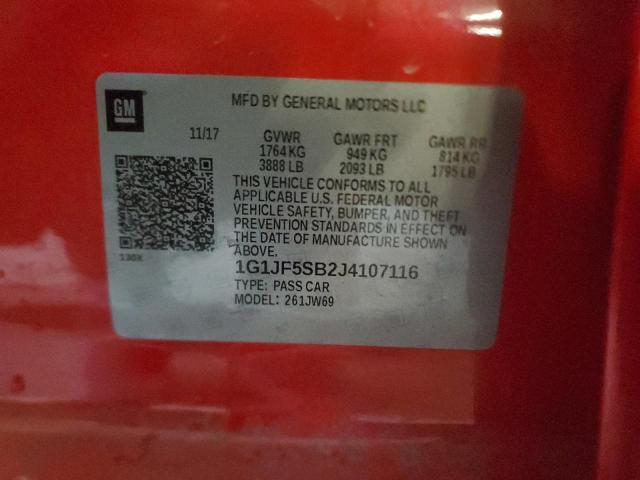 GM
MFD BY GENERAL MOTORS LLC
11/17 GVWR GAWR FRT GAWR RR
1764 KG 949 KG 814 KG
3888 LB 2093 LB 1795 LB
THIS VEHICLE CONFORMS TO ALL
APPLICABLE U.S. FEDERAL MOTOR
VEHICLE SAFETY, BUMPER, AND THEFT
PREVENTION STANDARDS IN EFFECT ON
THE DATE OF MANUFACTURE SHOWN
ABOVE.
130X
1G1JF5SB2J4107116
TYPE: PASS CAR
MODEL: 261JW69